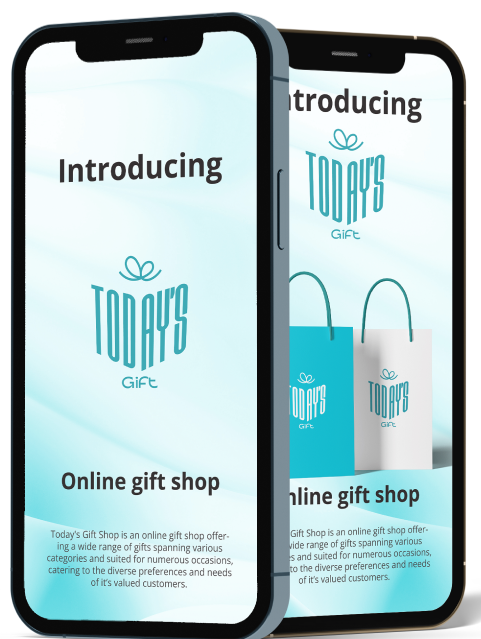 Introducing
TODAY'S
Gift
Online gift shop
Today's Gift Shop is an online gift shop offer-
ing a wide range of gifts spanning various
categories and suited for numerous occasions,
catering to the diverse preferences and needs
of it's valued customers.
ntroducing
TODAY'S
Gift
TODAY'S
Gift
TODAY'S
Gift
nline gift shop
Gift Shop is an online gift shop offer-
wide range of gifts spanning various
es and suited for numerous occasions,
to the diverse preferences and needs
of it's valued customers.